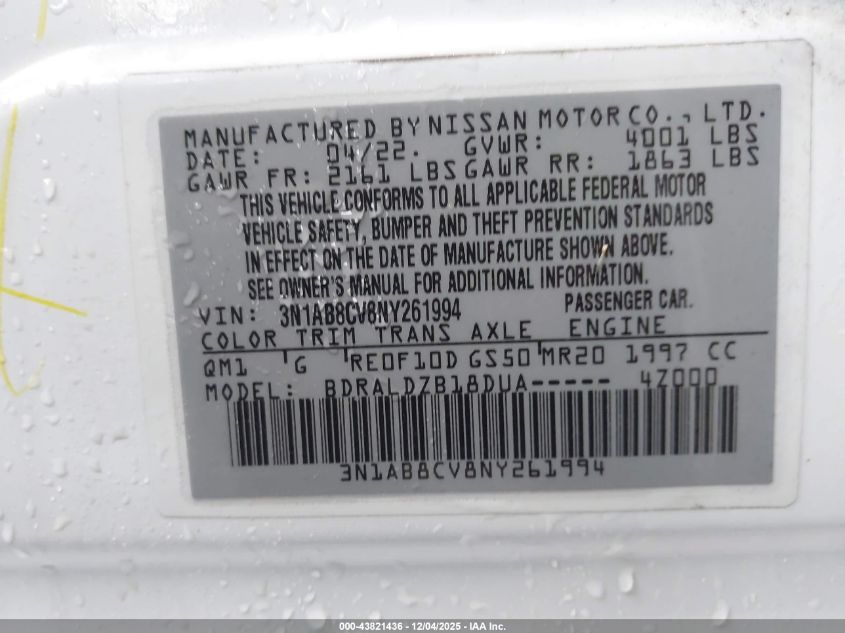 MANUFACTURED BY NISSAN MOTOR CO., LTD.
DATE: 04/22. GVWR: 4001 LBS
GAWR FR: 2161 LBS GAWR RR: 1863 LBS
THIS VEHICLE CONFORMS TO ALL APPLICABLE FEDERAL MOTOR
VEHICLE SAFETY, BUMPER AND THEFT PREVENTION STANDARDS
IN EFFECT ON THE DATE OF MANUFACTURE SHOWN ABOVE.
SEE OWNER'S MANUAL FOR ADDITIONAL INFORMATION.
VIN: 3N1AB8CV8NY261994 PASSENGER CAR.
COLOR TRIM TRANS AXLE ENGINE
QM1 G RE0F10D GS50 MR20 1997 CC
MODEL: BDRALDZB18DUA----- 4Z000
3N1AB8CV8NY261994
000-43821436 - 12/04/2025 - IAA Inc.